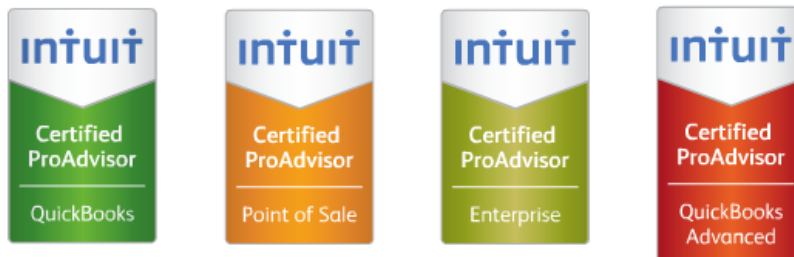 intuit
Certified
ProAdvisor
QuickBooks
intuit
Certified
ProAdvisor
Point of Sale
intuit
Certified
ProAdvisor
Enterprise
intuit
Certified
ProAdvisor
QuickBooks
Advanced